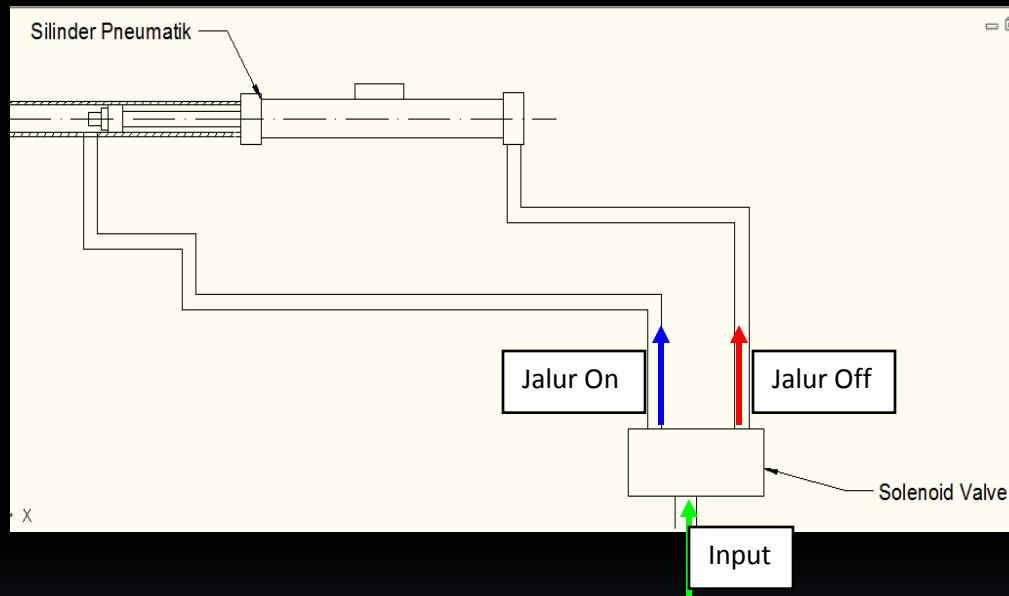 Silinder Pneumatik
Jalur On
Jalur Off
Solenoid Valve
X
Input